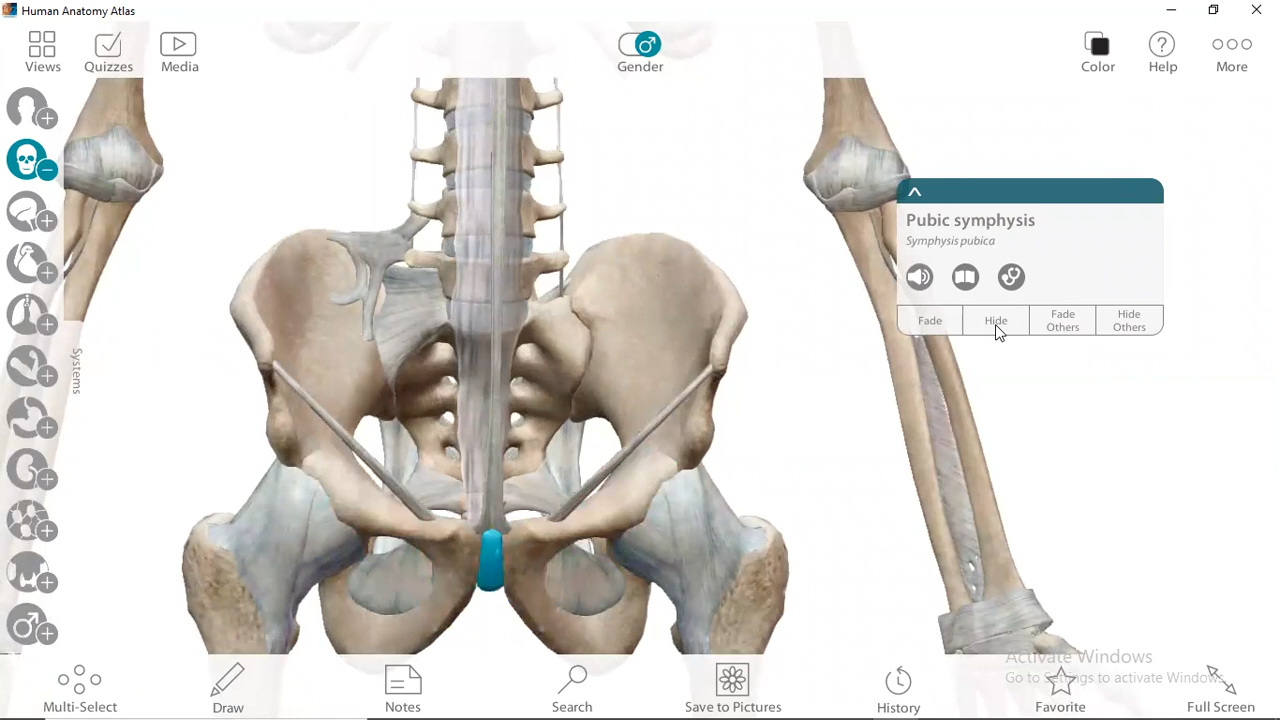 Human Anatomy Atlas
Views
Quizzes
Media
Gender
Color
Help
More
Pubic symphysis
Symphysis pubica
Fade
Hide
Fade
Others
Hide
Others
Systems
Activate Windows
Go to Settings to activate Windows.
Multi-Select
Draw
Notes
Search
Save to Pictures
History
Favorite
Full Screen